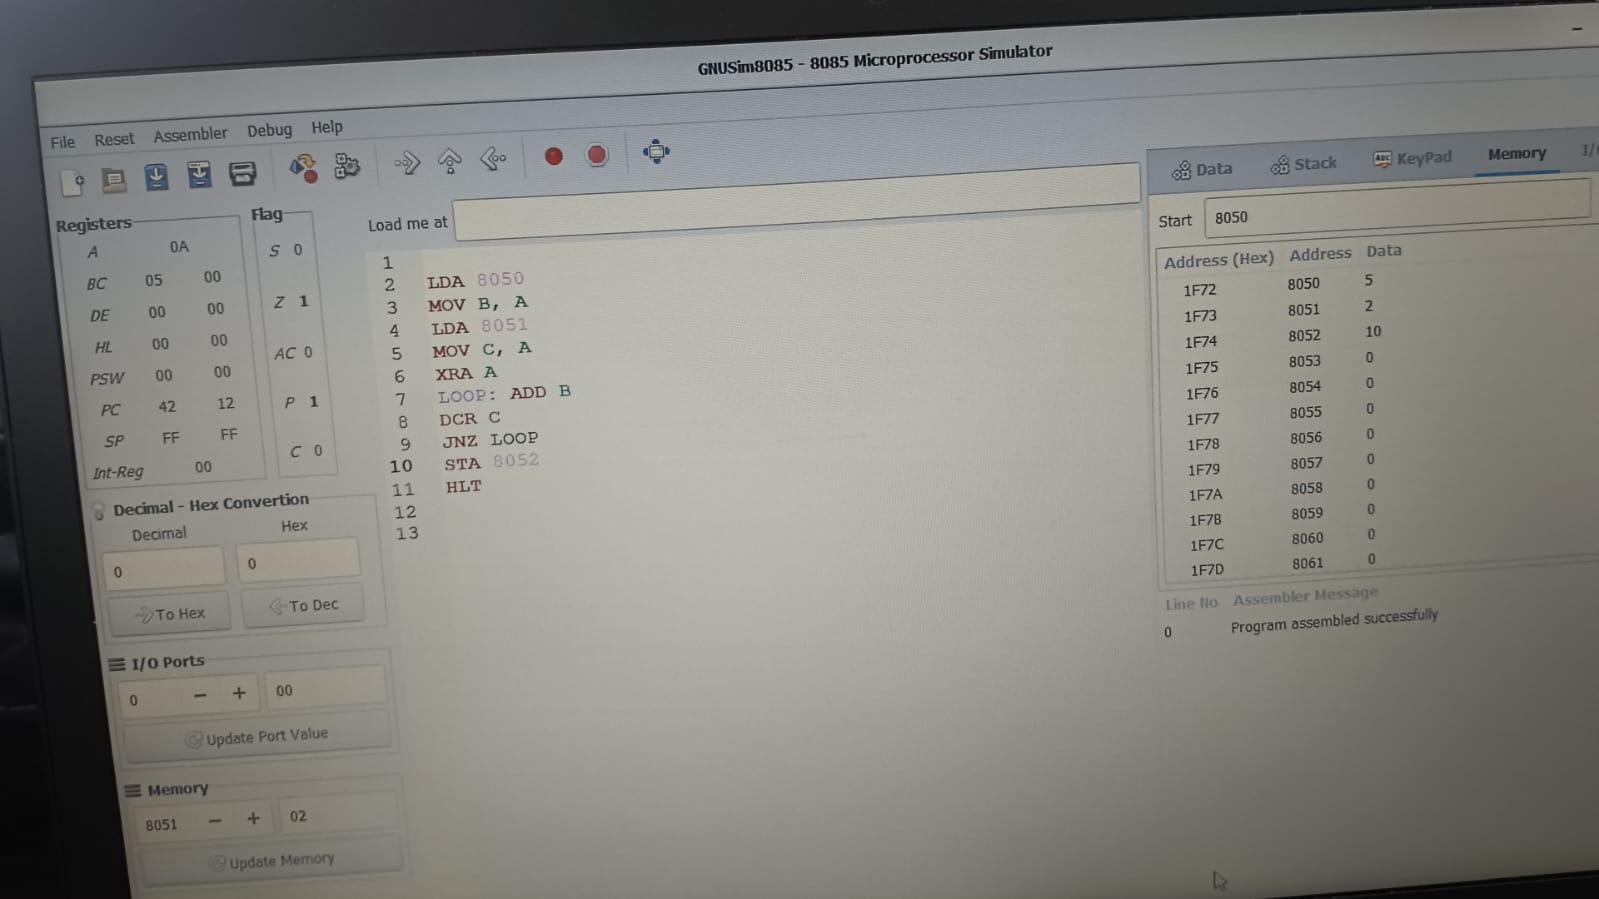 GNUSim8085 - 8085 Microprocessor Simulator
File Reset Assembler Debug Help
Registers
A 0A
BC 05 00
DE 00 00
HL 00 00
PSW 00 00
PC 42 12
SP FF FF
Int-Reg 00
Flag
S 0
Z 1
AC 0
P 1
C 0
Decimal - Hex Convertion
Decimal Hex
0 0
To Hex To Dec
I/O Ports
0 − + 00
Update Port Value
Memory
8051 − + 02
Update Memory
Load me at
1
2 LDA 8050
3 MOV B, A
4 LDA 8051
5 MOV C, A
6 XRA A
7 LOOP: ADD B
8 DCR C
9 JNZ LOOP
10 STA 8052
11 HLT
12
13
Data Stack KeyPad Memory
Start 8050
Address (Hex) Address Data
1F72 8050 5
1F73 8051 2
1F74 8052 10
1F75 8053 0
1F76 8054 0
1F77 8055 0
1F78 8056 0
1F79 8057 0
1F7A 8058 0
1F7B 8059 0
1F7C 8060 0
1F7D 8061 0
Line No Assembler Message
0 Program assembled successfully